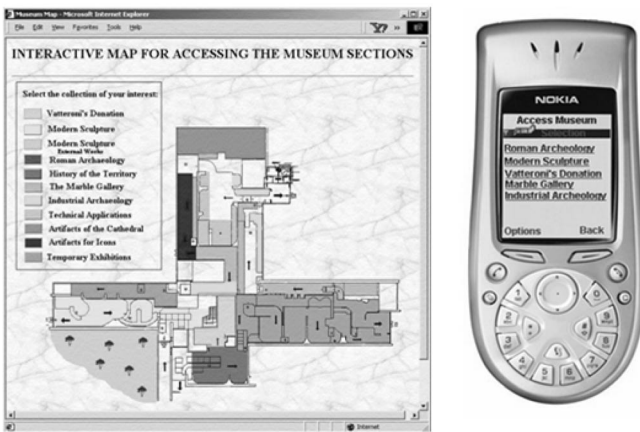 Museum Map - Microsoft Internet Explorer
File Edit View Favorites Tools Help
INTERACTIVE MAP FOR ACCESSING THE MUSEUM SECTIONS
Select the collection of your interest:
Vatteroni's Donation
Modern Sculpture
Modern Sculpture
External Works
Roman Archaeology
History of the Territory
The Marble Gallery
Industrial Archaeology
Technical Applications
Artifacts of the Cathedral
Artifacts for Irons
Temporary Exhibitions
Internet
NOKIA
Access Museum
Selection
Roman Archeology
Modern Sculpture
Vatteroni's Donation
Marble Gallery
Industrial Archeology
Options Back